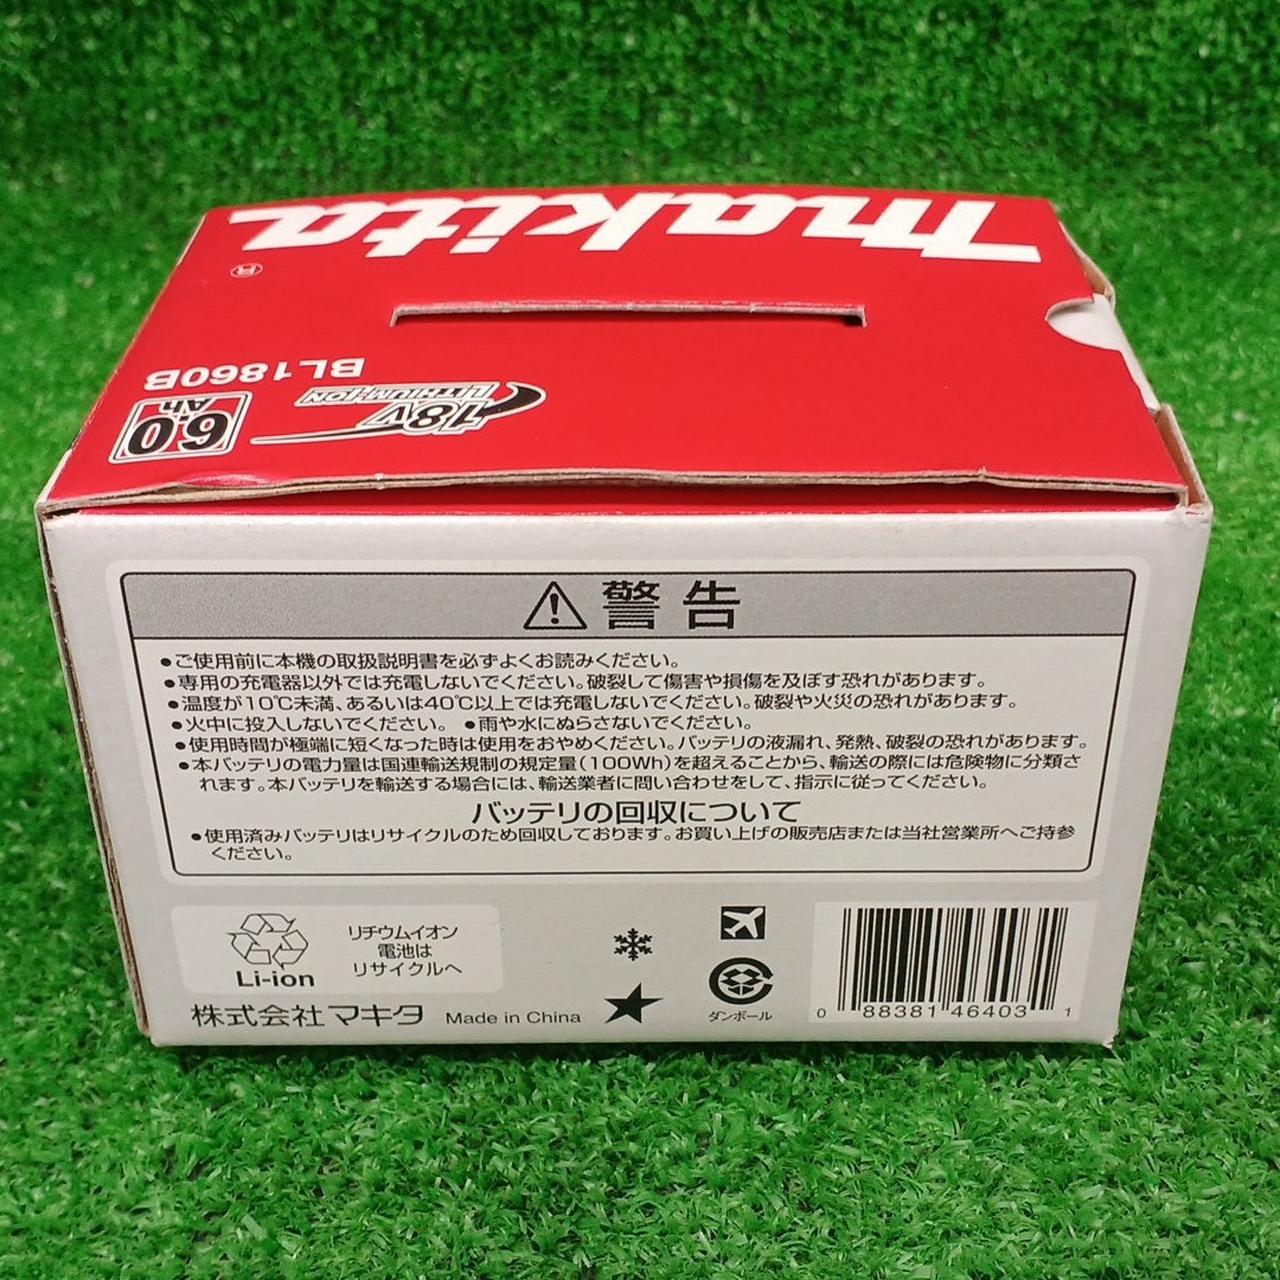 makita
®
BL1860B
18V
LITHIUM-ION
6.0
Ah
警告
●ご使用前に本機の取扱説明書を必ずよくお読みください。
●専用の充電器以外では充電しないでください。破裂して傷害や損傷を及ぼす恐れがあります。
●温度が10℃未満、あるいは40℃以上では充電しないでください。破裂や火災の恐れがあります。
●火中に投入しないでください。 ●雨や水にぬらさないでください。
●使用時間が極端に短くなった時は使用をおやめください。バッテリの液漏れ、発熱、破裂の恐れがあります。
●本バッテリの電力量は国連輸送規制の規定量(100Wh)を超えることから、輸送の際には危険物に分類さ
れます。本バッテリを輸送する場合には、輸送業者に問い合わせをして、指示に従ってください。
バッテリの回収について
●使用済みバッテリはリサイクルのため回収しております。お買い上げの販売店または当社営業所へご持参
ください。
Li-ion
リチウムイオン
電池は
リサイクルへ
株式会社マキタ Made in China
ダンボール
0 88381 46403 1